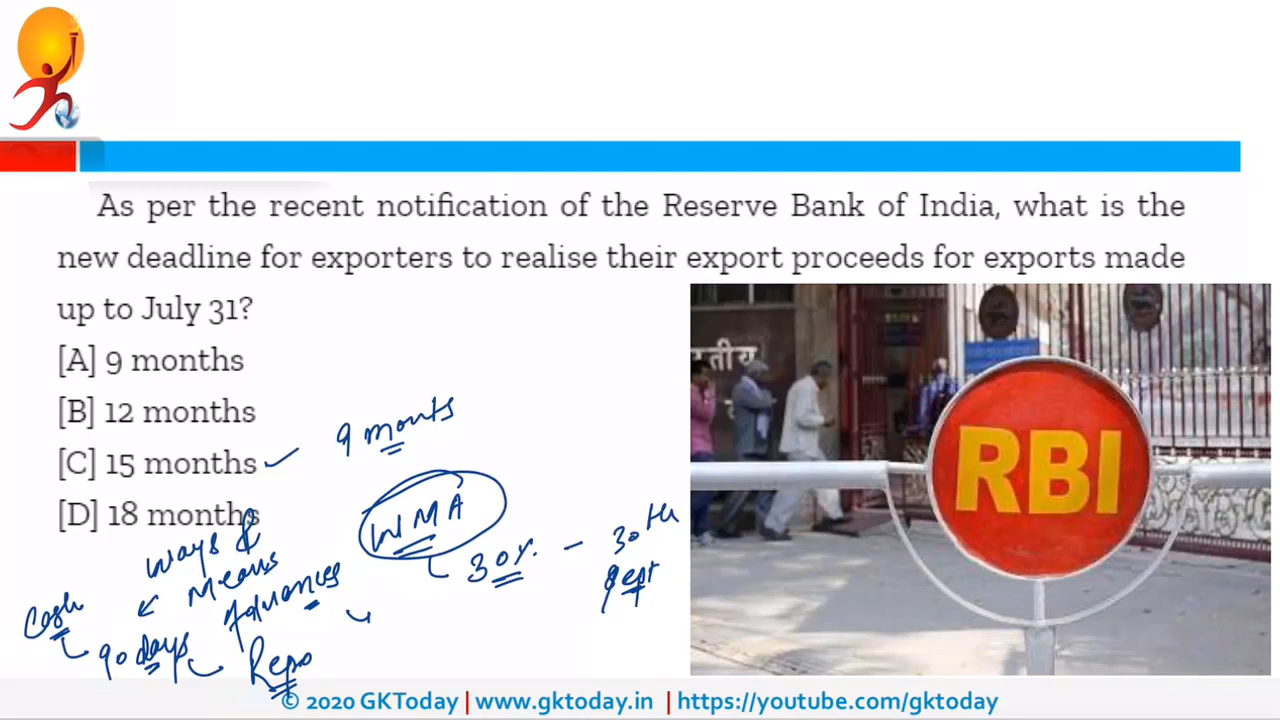 As per the recent notification of the Reserve Bank of India, what is the
new deadline for exporters to realise their export proceeds for exports made
up to July 31?
[A] 9 months
[B] 12 months
[C] 15 months
[D] 18 months
9 monts
WMA
30%. - 30th
Sept
Ways &
Means
Advances
Cash
90 days
Repo
रतीय
RBI
© 2020 GKToday | www.gktoday.in | https://youtube.com/gktoday